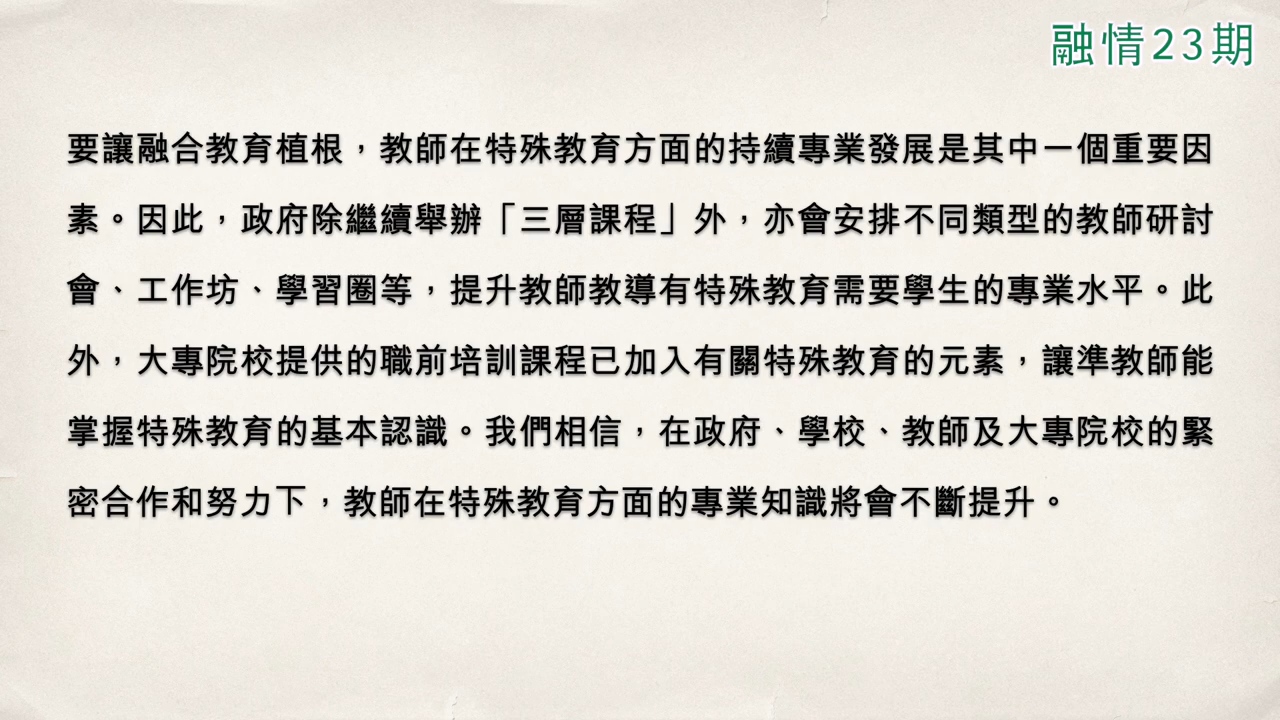 融情23期
要讓融合教育植根，教師在特殊教育方面的持續專業發展是其中一個重要因
素。因此，政府除繼續舉辦「三層課程」外，亦會安排不同類型的教師研討
會、工作坊、學習圈等，提升教師教導有特殊教育需要學生的專業水平。此
外，大專院校提供的職前培訓課程已加入有關特殊教育的元素，讓準教師能
掌握特殊教育的基本認識。我們相信，在政府、學校、教師及大專院校的緊
密合作和努力下，教師在特殊教育方面的專業知識將會不斷提升。